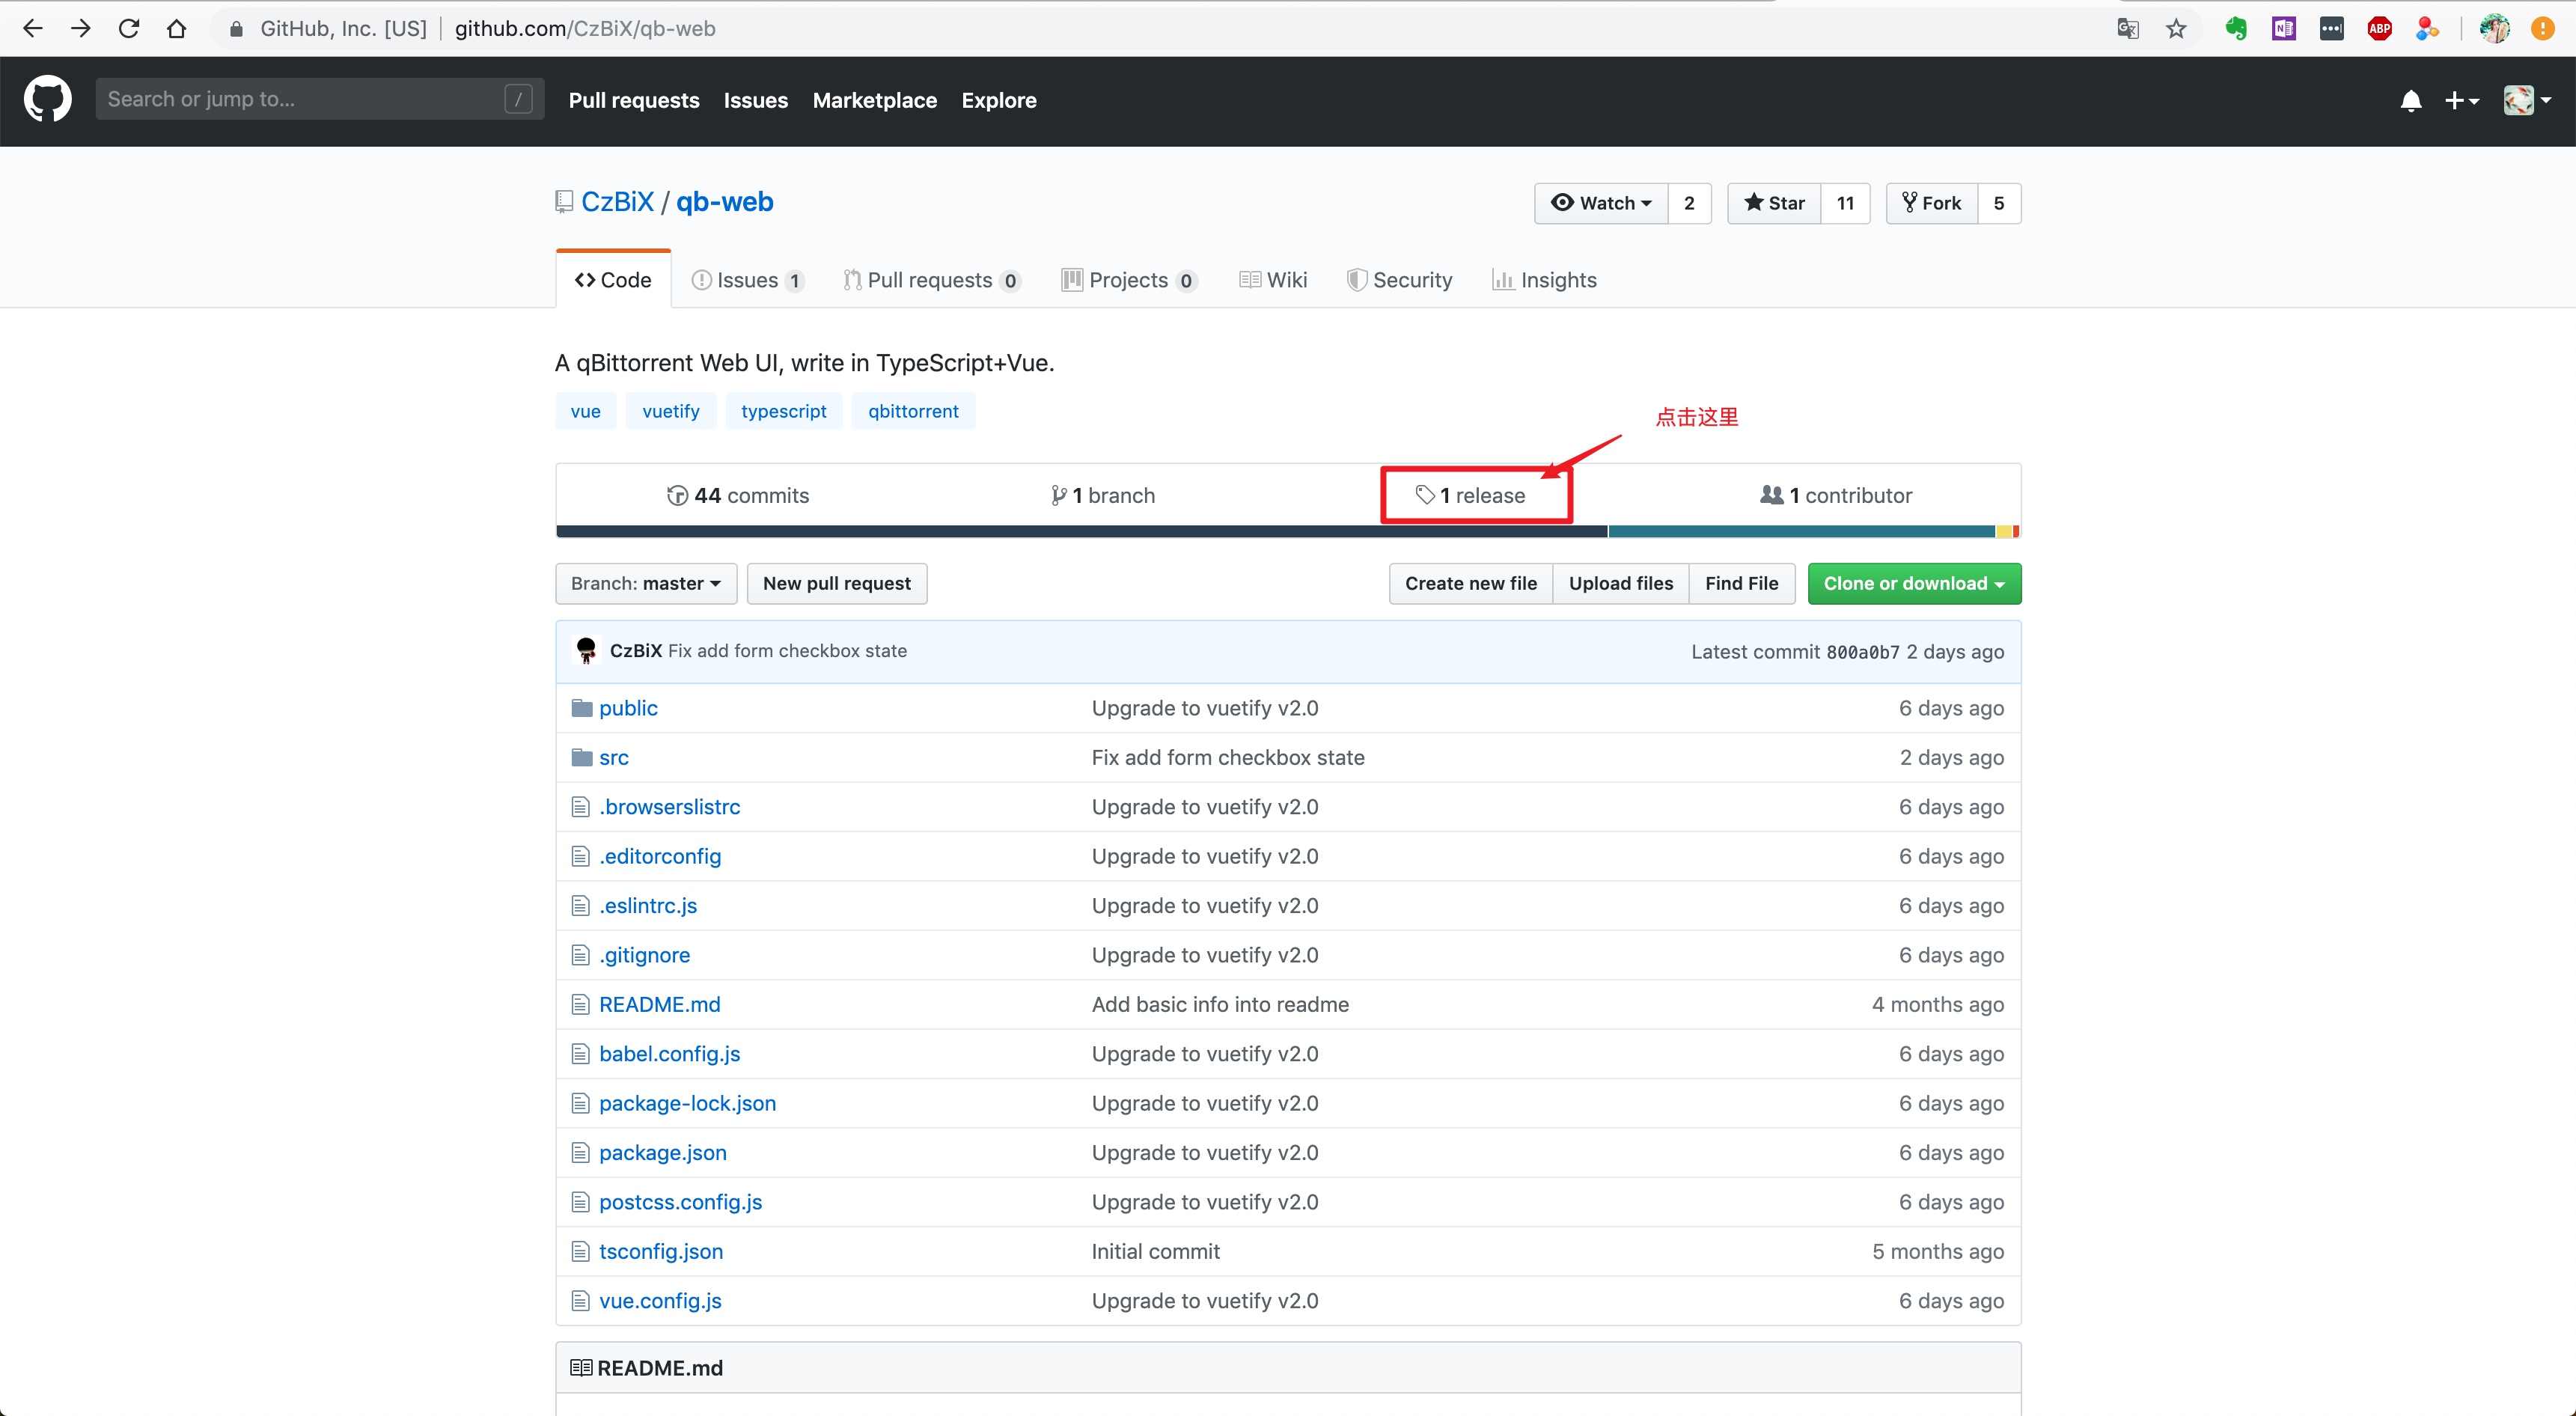 GitHub, Inc. [US] | github.com/CzBiX/qb-web
ABP
Search or jump to... /
Pull requests Issues Marketplace Explore
CzBiX / qb-web
Watch 2 Star 11 Fork 5
Code Issues 1 Pull requests 0 Projects 0 Wiki Security Insights
A qBittorrent Web UI, write in TypeScript+Vue.
vue vuetify typescript qbittorrent
点击这里
44 commits 1 branch 1 release 1 contributor
Branch: master New pull request Create new file Upload files Find File Clone or download
CzBiX Fix add form checkbox state Latest commit 800a0b7 2 days ago
public Upgrade to vuetify v2.0 6 days ago
src Fix add form checkbox state 2 days ago
.browserslistrc Upgrade to vuetify v2.0 6 days ago
.editorconfig Upgrade to vuetify v2.0 6 days ago
.eslintrc.js Upgrade to vuetify v2.0 6 days ago
.gitignore Upgrade to vuetify v2.0 6 days ago
README.md Add basic info into readme 4 months ago
babel.config.js Upgrade to vuetify v2.0 6 days ago
package-lock.json Upgrade to vuetify v2.0 6 days ago
package.json Upgrade to vuetify v2.0 6 days ago
postcss.config.js Upgrade to vuetify v2.0 6 days ago
tsconfig.json Initial commit 5 months ago
vue.config.js Upgrade to vuetify v2.0 6 days ago
README.md